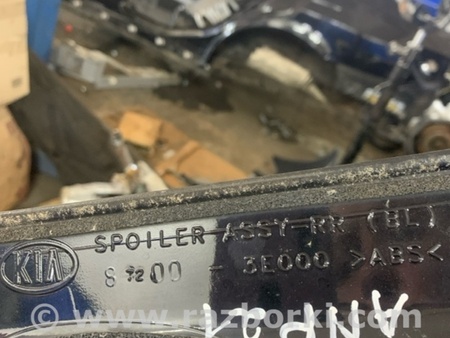 KIA
SPOILER ASSY-RR (BL)
87200 - 3E000 >ABS<
www.razborki.com